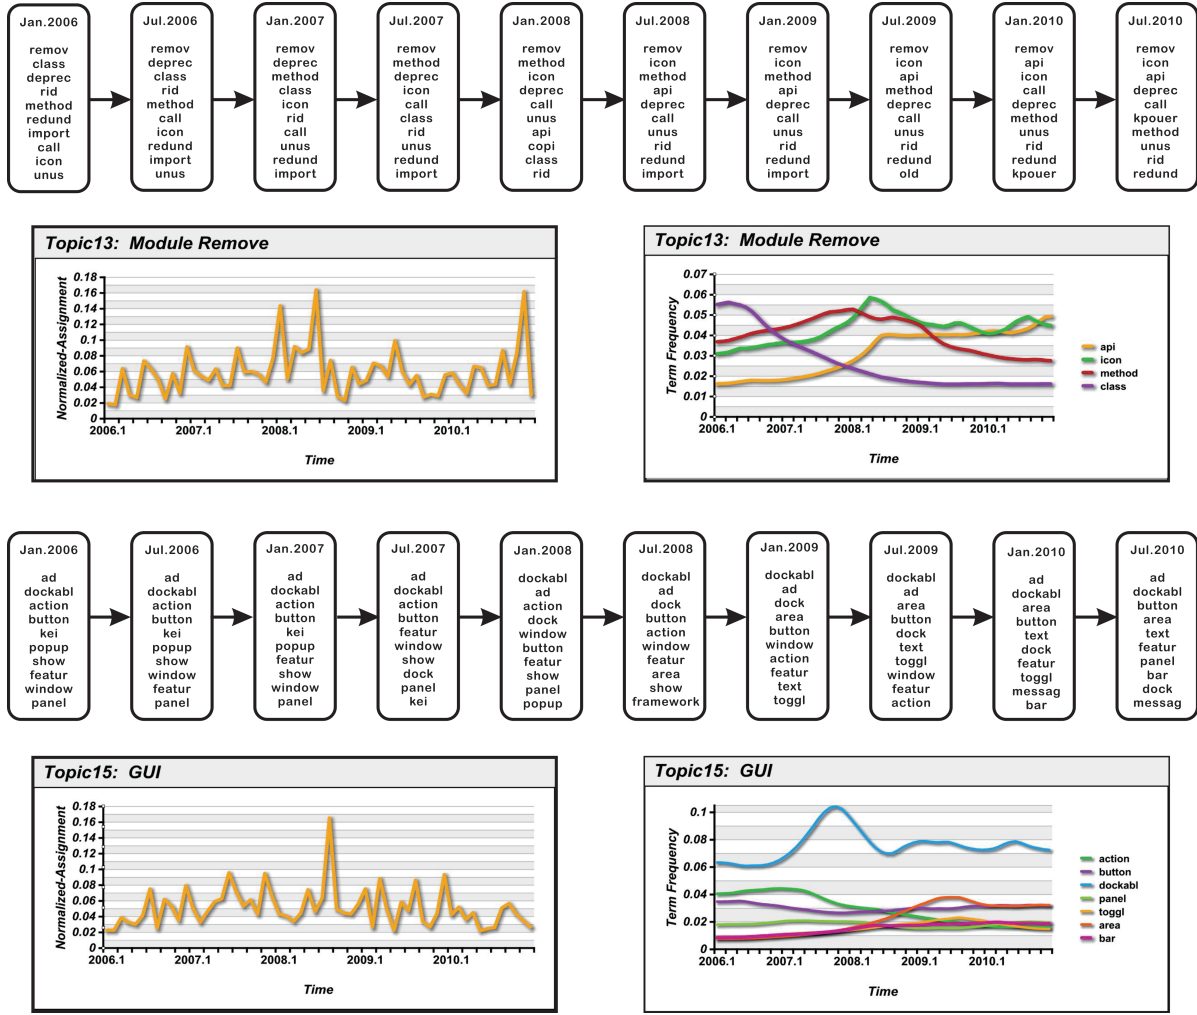 Jan.2006
remov
class
deprec
rid
method
redund
import
call
icon
unus
Jul.2006
remov
deprec
class
rid
method
call
icon
redund
import
unus
Jan.2007
remov
deprec
method
class
icon
rid
call
unus
redund
import
Jul.2007
remov
method
deprec
icon
call
class
rid
unus
redund
import
Jan.2008
remov
method
icon
deprec
call
unus
api
copi
class
rid
Jul.2008
remov
icon
method
api
deprec
call
unus
rid
redund
import
Jan.2009
remov
icon
method
api
deprec
call
unus
rid
redund
import
Jul.2009
remov
icon
api
method
deprec
call
unus
rid
redund
old
Jan.2010
remov
api
icon
call
deprec
method
unus
rid
redund
kpouer
Jul.2010
remov
icon
api
deprec
call
kpouer
method
unus
rid
redund
Topic13: Module Remove
Normalized-Assignment
0.18
0.16
0.14
0.12
0.1
0.08
0.06
0.04
0.02
0
2006.1 2007.1 2008.1 2009.1 2010.1
Time
Topic13: Module Remove
Term Frequency
0.07
0.06
0.05
0.04
0.03
0.02
0.01
0
2006.1 2007.1 2008.1 2009.1 2010.1
Time
api
icon
method
class
Jan.2006
ad
dockabl
action
button
kei
popup
show
featur
window
panel
Jul.2006
ad
dockabl
action
button
kei
popup
show
window
featur
panel
Jan.2007
ad
dockabl
action
button
kei
popup
featur
show
window
panel
Jul.2007
ad
dockabl
action
button
featur
window
show
dock
panel
kei
Jan.2008
dockabl
ad
action
dock
window
button
featur
show
panel
popup
Jul.2008
dockabl
ad
dock
button
action
window
featur
area
show
framework
Jan.2009
dockabl
ad
dock
area
button
window
action
featur
text
toggl
Jul.2009
dockabl
ad
area
button
dock
text
toggl
window
featur
action
Jan.2010
ad
dockabl
area
button
text
dock
featur
toggl
messag
bar
Jul.2010
ad
dockabl
button
area
text
featur
panel
bar
dock
messag
Topic15: GUI
Normalized-Assignment
0.18
0.16
0.14
0.12
0.1
0.08
0.06
0.04
0.02
0
2006.1 2007.1 2008.1 2009.1 2010.1
Time
Topic15: GUI
Term Frequency
0.1
0.08
0.06
0.04
0.02
0
2006.1 2007.1 2008.1 2009.1 2010.1
Time
action
button
dockabl
panel
toggl
area
bar